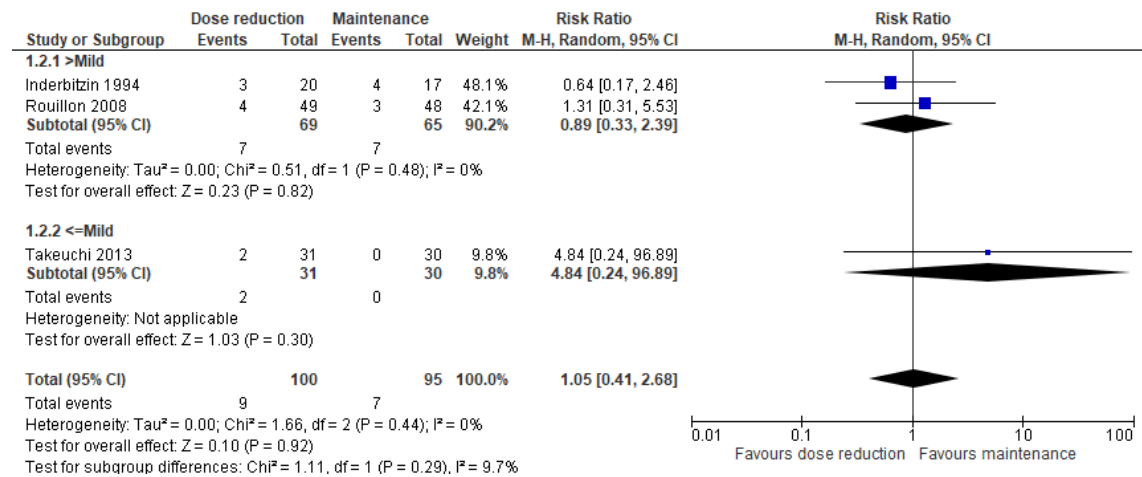 Dose reduction Maintenance Risk Ratio Risk Ratio
Study or Subgroup Events Total Events Total Weight M-H, Random, 95% CI M-H, Random, 95% CI
1.2.1 >Mild
Inderbitzin 1994 3 20 4 17 48.1% 0.64 [0.17, 2.46]
Rouillon 2008 4 49 3 48 42.1% 1.31 [0.31, 5.53]
Subtotal (95% CI) 69 65 90.2% 0.89 [0.33, 2.39]
Total events 7 7
Heterogeneity: Tau² = 0.00; Chi² = 0.51, df = 1 (P = 0.48); I² = 0%
Test for overall effect: Z = 0.23 (P = 0.82)
1.2.2 <=Mild
Takeuchi 2013 2 31 0 30 9.8% 4.84 [0.24, 96.89]
Subtotal (95% CI) 31 30 9.8% 4.84 [0.24, 96.89]
Total events 2 0
Heterogeneity: Not applicable
Test for overall effect: Z = 1.03 (P = 0.30)
Total (95% CI) 100 95 100.0% 1.05 [0.41, 2.68]
Total events 9 7
Heterogeneity: Tau² = 0.00; Chi² = 1.66, df = 2 (P = 0.44); I² = 0%
Test for overall effect: Z = 0.10 (P = 0.92)
Test for subgroup differences: Chi² = 1.11, df = 1 (P = 0.29), I² = 9.7%
0.01 0.1 1 10 100
Favours dose reduction Favours maintenance